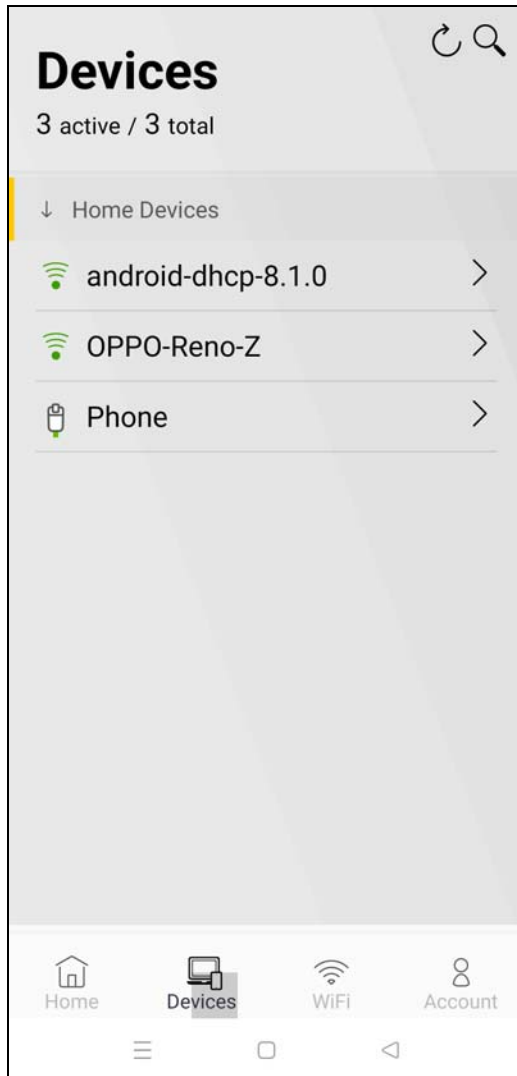 Devices
3 active / 3 total
↓ Home Devices
android-dhcp-8.1.0
OPPO-Reno-Z
Phone
Home
Devices
WiFi
Account